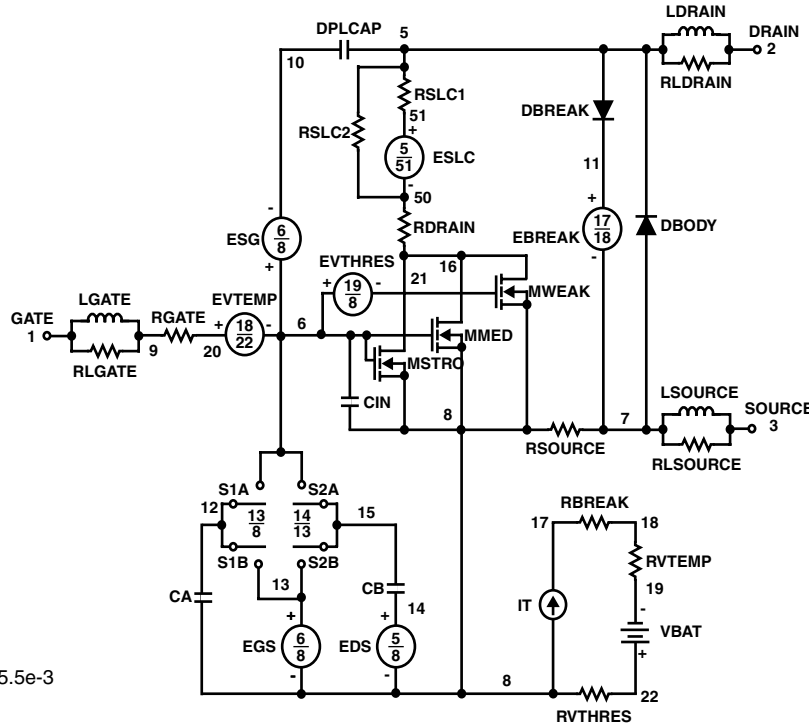 LDRAIN
DPLCAP
5
DRAIN
2
10
RLDRAIN
RSLC1
51
+
RSLC2
5
51
ESLC
-
50
DBREAK
11
-
6
8
ESG
+
RDRAIN
+
17
18
EBREAK
-
DBODY
EVTHRES
+
19
8
-
21
16
MWEAK
LGATE
GATE
1
RLGATE
9
RGATE
20
EVTEMP
+
18
22
-
6
MMED
MSTRO
CIN
8
RSOURCE
7
LSOURCE
SOURCE
3
RLSOURCE
S1A
S2A
12
13
8
14
13
15
S1B
S2B
13
CA
CB
14
+
EGS
6
8
-
+
EDS
5
8
-
RBREAK
17
18
RVTEMP
19
IT
-
VBAT
+
8
22
RVTHRES
5.5e-3